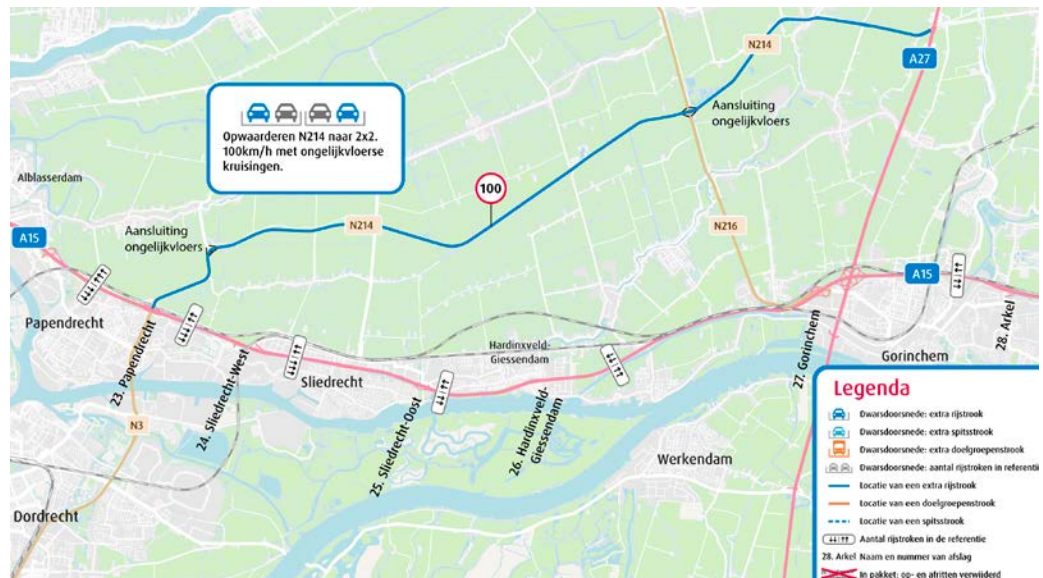 N214
A27
Aansluiting
ongelijkvloers
Opwaarderen N214 naar 2x2.
100km/h met ongelijkvloerse
kruisingen.
Alblasserdam
100
Aansluiting
ongelijkvloers
N214
N216
A15
A15
Papendrecht
23. Papendrecht
24. Sliedrecht-West
Sliedrecht
Hardinxveld-
Giessendam
25. Sliedrecht-Oost
26. Hardinxveld-
Giessendam
27. Gorinchem
Gorinchem
28. Arkel
N3
Dordrecht
Werkendam
Legenda
Dwarsdoorsnede: extra rijstrook
Dwarsdoorsnede: extra spitsstrook
Dwarsdoorsnede: extra doelgroepenstrook
Dwarsdoorsnede: aantal rijstroken in referentie
Locatie van een extra rijstrook
Locatie van een doelgroepenstrook
Locatie van een spitsstrook
Aantal rijstroken in de referentie
28. Arkel Naam en nummer van afslag
In pakket: op- en afritten verwijderd